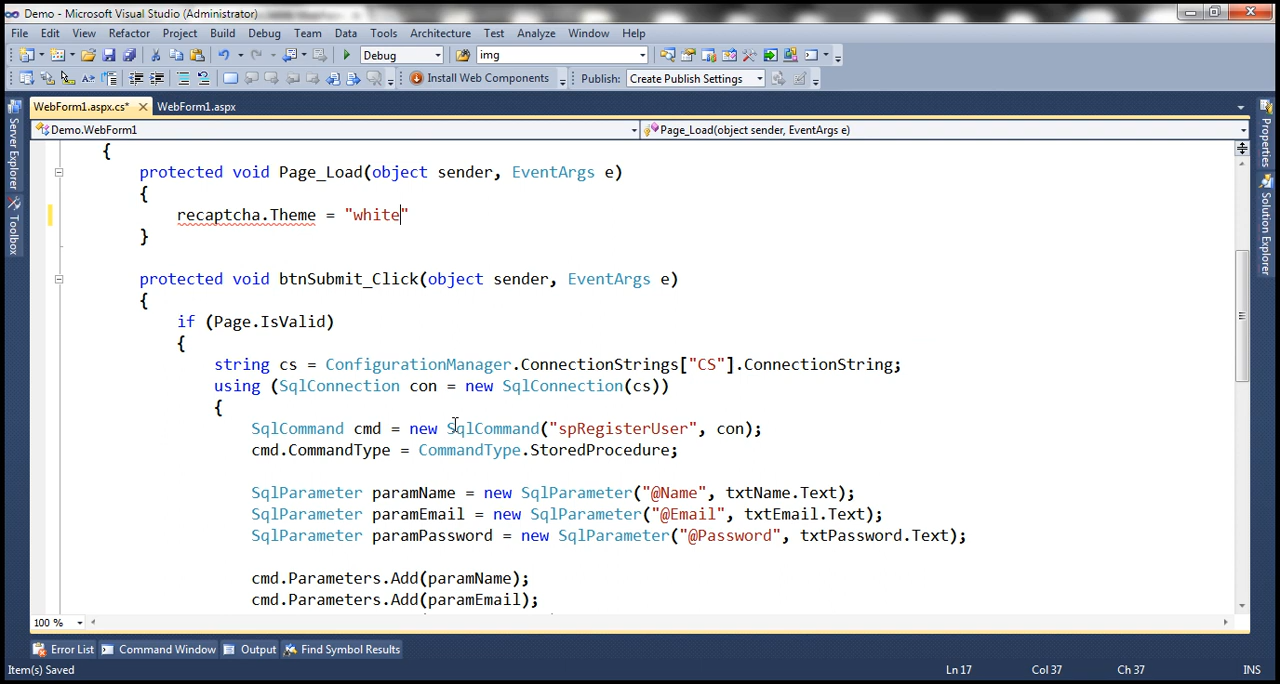 Demo - Microsoft Visual Studio (Administrator)
File Edit View Refactor Project Build Debug Team Data Tools Architecture Test Analyze Window Help
Debug img
Install Web Components Publish: Create Publish Settings
WebForm1.aspx.cs* WebForm1.aspx
Demo.WebForm1 Page_Load(object sender, EventArgs e)
Server Explorer
Toolbox
Properties
Solution Explorer
{
protected void Page_Load(object sender, EventArgs e)
{
recaptcha.Theme = "white"
}
protected void btnSubmit_Click(object sender, EventArgs e)
{
if (Page.IsValid)
{
string cs = ConfigurationManager.ConnectionStrings["CS"].ConnectionString;
using (SqlConnection con = new SqlConnection(cs))
{
SqlCommand cmd = new SqlCommand("spRegisterUser", con);
cmd.CommandType = CommandType.StoredProcedure;
SqlParameter paramName = new SqlParameter("@Name", txtName.Text);
SqlParameter paramEmail = new SqlParameter("@Email", txtEmail.Text);
SqlParameter paramPassword = new SqlParameter("@Password", txtPassword.Text);
cmd.Parameters.Add(paramName);
cmd.Parameters.Add(paramEmail);
100 %
Error List Command Window Output Find Symbol Results
Item(s) Saved Ln 17 Col 37 Ch 37 INS